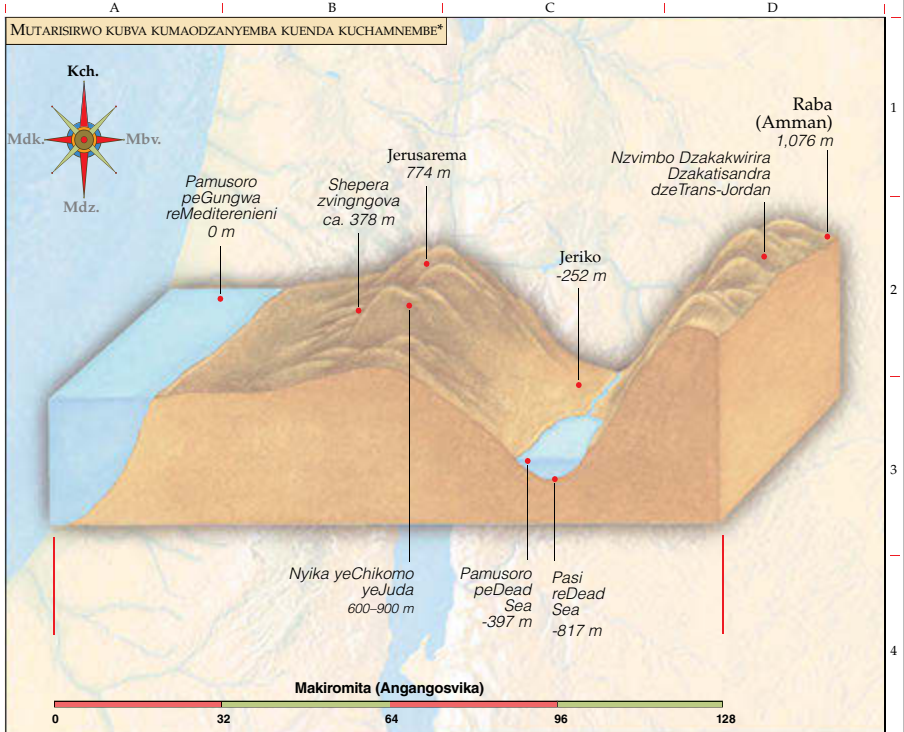 A B C D
MUTARISIRWO KUBVA KUMAODZANYEMBA KUENDA KUCHAMNEMBE*
Kch.
Mdk.
Mbv.
Mdz.
1
2
3
4
Pamusoro
peGungwa
reMediterenieni
0 m
Shepera
zvingngova
ca. 378 m
Jerusarema
774 m
Jeriko
-252 m
Nzvimbo Dzakakwirira
Dzakatisandra
dzeTrans-Jordan
Raba
(Amman)
1,076 m
Nyika yeChikomo
yeJuda
600–900 m
Pamusoro
peDead
Sea
-397 m
Pasi
reDead
Sea
-817 m
Makiromita (Angangosvika)
0 32 64 96 128